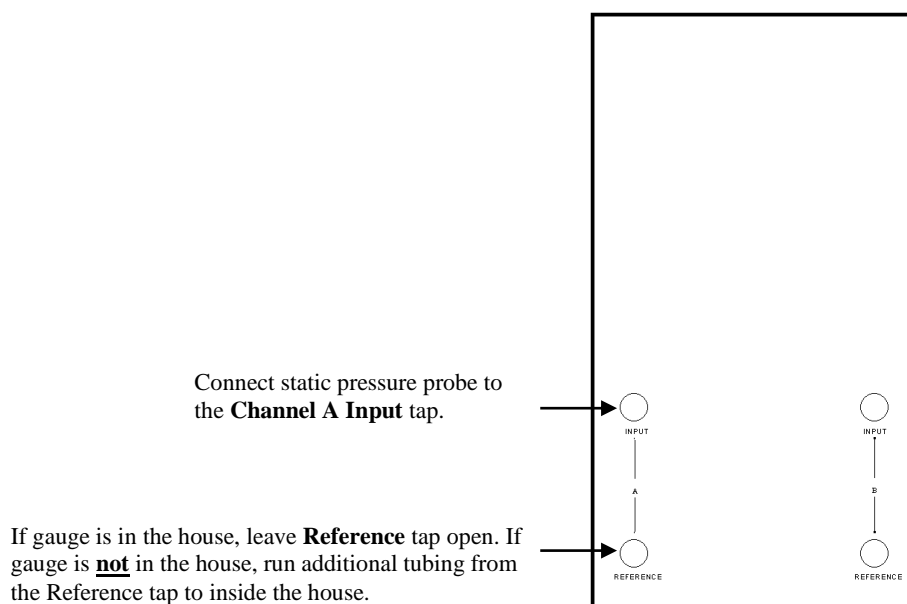 Connect static pressure probe to
the Channel A Input tap.
INPUT
INPUT
A
B
If gauge is in the house, leave Reference tap open. If
gauge is not in the house, run additional tubing from
the Reference tap to inside the house.
REFERENCE
REFERENCE